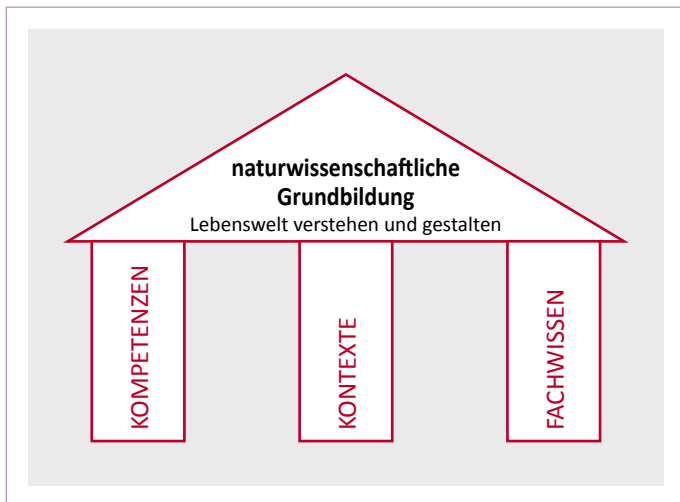 naturwissenschaftliche
Grundbildung
Lebenswelt verstehen und gestalten
KOMPETENZEN
KONTEXTE
FACHWISSEN